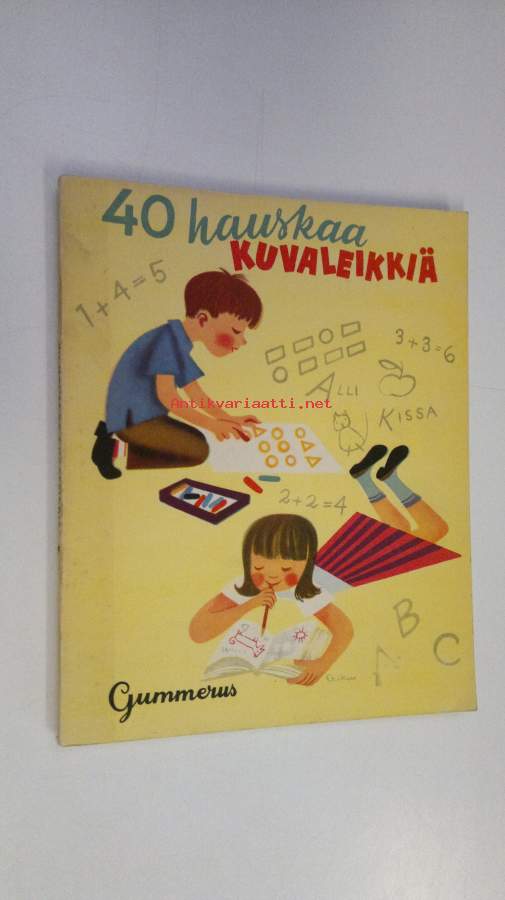 40 hauskaa
KUVALEIKKIÄ
1+4=5
3+3=6
ALLI
Antikvariaatti.net
KISSA
2+2=4
B
C
Gummerus